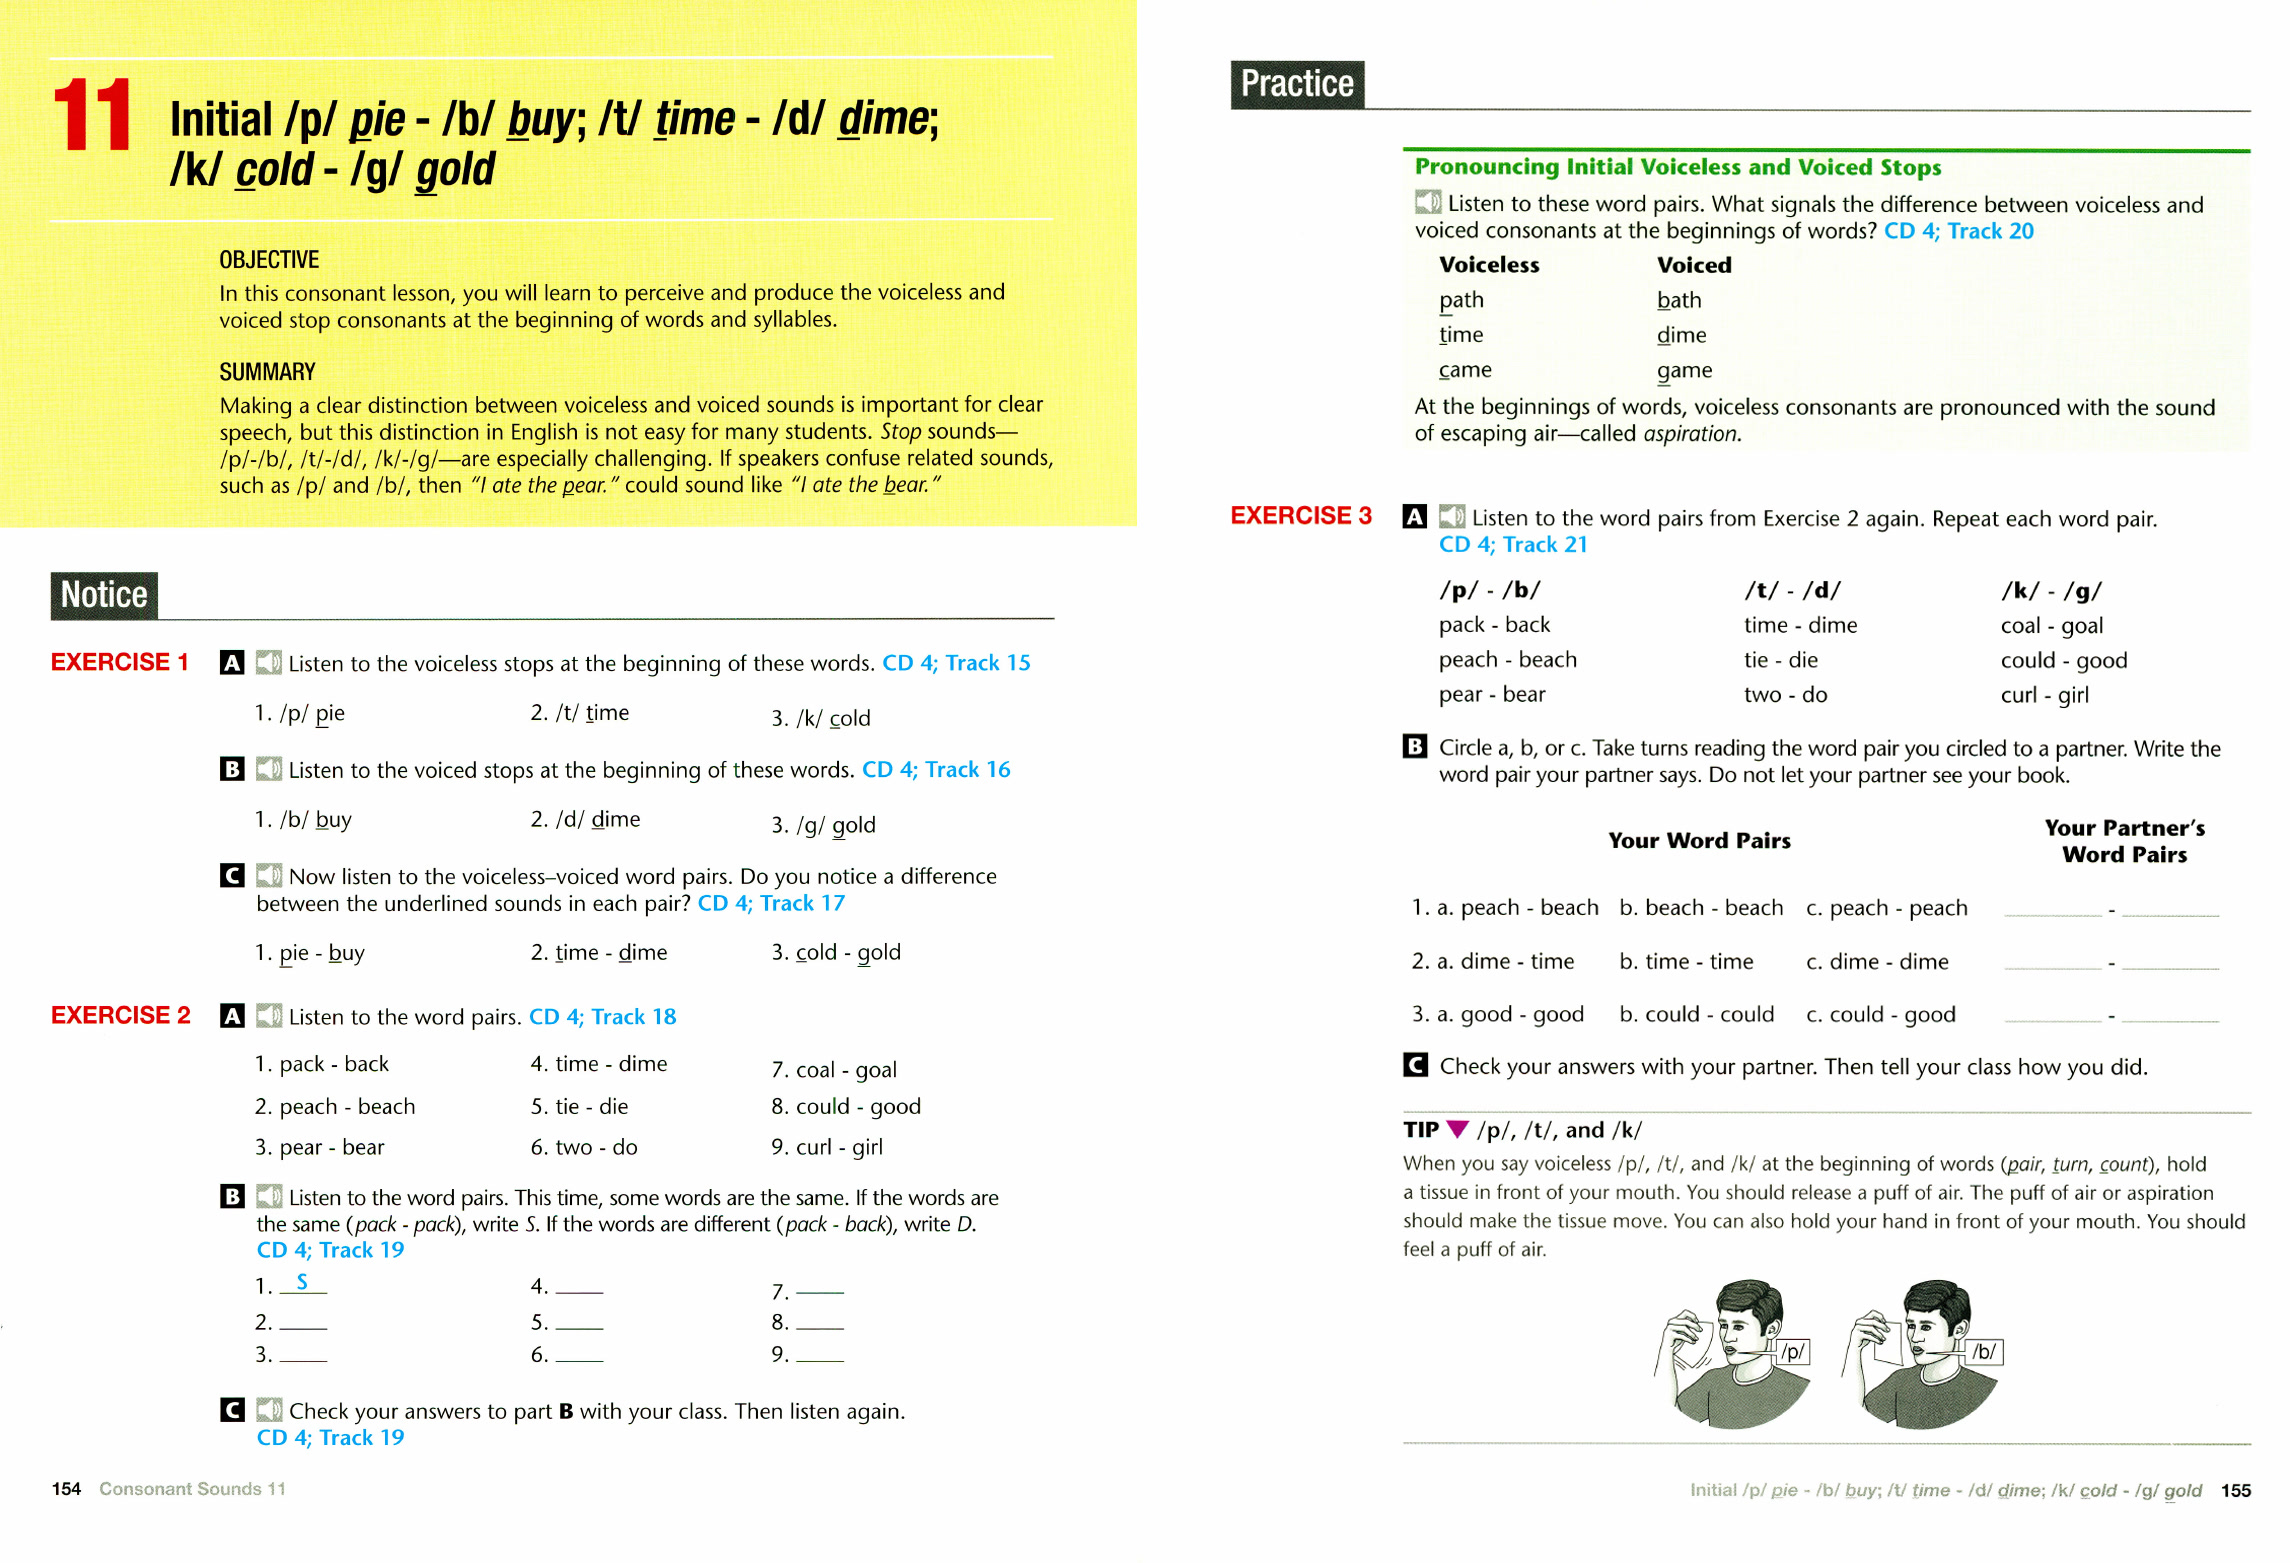 11
Initial /p/ pie - /b/ buy; /t/ time - /d/ dime;
/k/ cold - /g/ gold
OBJECTIVE
In this consonant lesson, you will learn to perceive and produce the voiceless and
voiced stop consonants at the beginning of words and syllables.
SUMMARY
Making a clear distinction between voiceless and voiced sounds is important for clear
speech, but this distinction in English is not easy for many students. Stop sounds—
/p/-/b/, /t/-/d/, /k/-/g/—are especially challenging. If speakers confuse related sounds,
such as /p/ and /b/, then "I ate the pear." could sound like "I ate the bear."
Notice
EXERCISE 1 A Listen to the voiceless stops at the beginning of these words. CD 4; Track 15
1. /p/ pie 2. /t/ time 3. /k/ cold
B Listen to the voiced stops at the beginning of these words. CD 4; Track 16
1. /b/ buy 2. /d/ dime 3. /g/ gold
C Now listen to the voiceless–voiced word pairs. Do you notice a difference
between the underlined sounds in each pair? CD 4; Track 17
1. pie - buy 2. time - dime 3. cold - gold
EXERCISE 2 A Listen to the word pairs. CD 4; Track 18
1. pack - back 4. time - dime 7. coal - goal
2. peach - beach 5. tie - die 8. could - good
3. pear - bear 6. two - do 9. curl - girl
B Listen to the word pairs. This time, some words are the same. If the words are
the same (pack - pack), write S. If the words are different (pack - back), write D.
CD 4; Track 19
1. S 4. ____ 7. ____
2. ____ 5. ____ 8. ____
3. ____ 6. ____ 9. ____
C Check your answers to part B with your class. Then listen again.
CD 4; Track 19
154 Consonant Sounds 11
Practice
Pronouncing Initial Voiceless and Voiced Stops
Listen to these word pairs. What signals the difference between voiceless and
voiced consonants at the beginnings of words? CD 4; Track 20
Voiceless Voiced
path bath
time dime
came game
At the beginnings of words, voiceless consonants are pronounced with the sound
of escaping air—called aspiration.
EXERCISE 3 A Listen to the word pairs from Exercise 2 again. Repeat each word pair.
CD 4; Track 21
/p/ - /b/ /t/ - /d/ /k/ - /g/
pack - back time - dime coal - goal
peach - beach tie - die could - good
pear - bear two - do curl - girl
B Circle a, b, or c. Take turns reading the word pair you circled to a partner. Write the
word pair your partner says. Do not let your partner see your book.
Your Word Pairs Your Partner's
Word Pairs
1. a. peach - beach b. beach - beach c. peach - peach ________ - ________
2. a. dime - time b. time - time c. dime - dime ________ - ________
3. a. good - good b. could - could c. could - good ________ - ________
C Check your answers with your partner. Then tell your class how you did.
TIP ▼ /p/, /t/, and /k/
When you say voiceless /p/, /t/, and /k/ at the beginning of words (pair, turn, count), hold
a tissue in front of your mouth. You should release a puff of air. The puff of air or aspiration
should make the tissue move. You can also hold your hand in front of your mouth. You should
feel a puff of air.
/p/ /b/
Initial /p/ pie - /b/ buy; /t/ time - /d/ dime; /k/ cold - /g/ gold 155